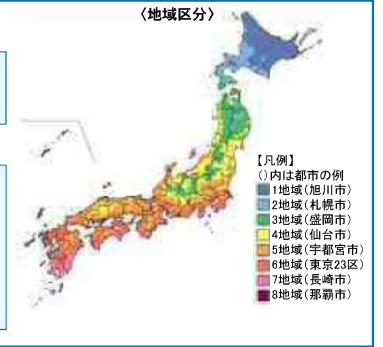 〈地域区分〉
【凡例】
()内は都市の例
1地域(旭川市)
2地域(札幌市)
3地域(盛岡市)
4地域(仙台市)
5地域(宇都宮市)
6地域(東京23区)
7地域(長崎市)
8地域(那覇市)